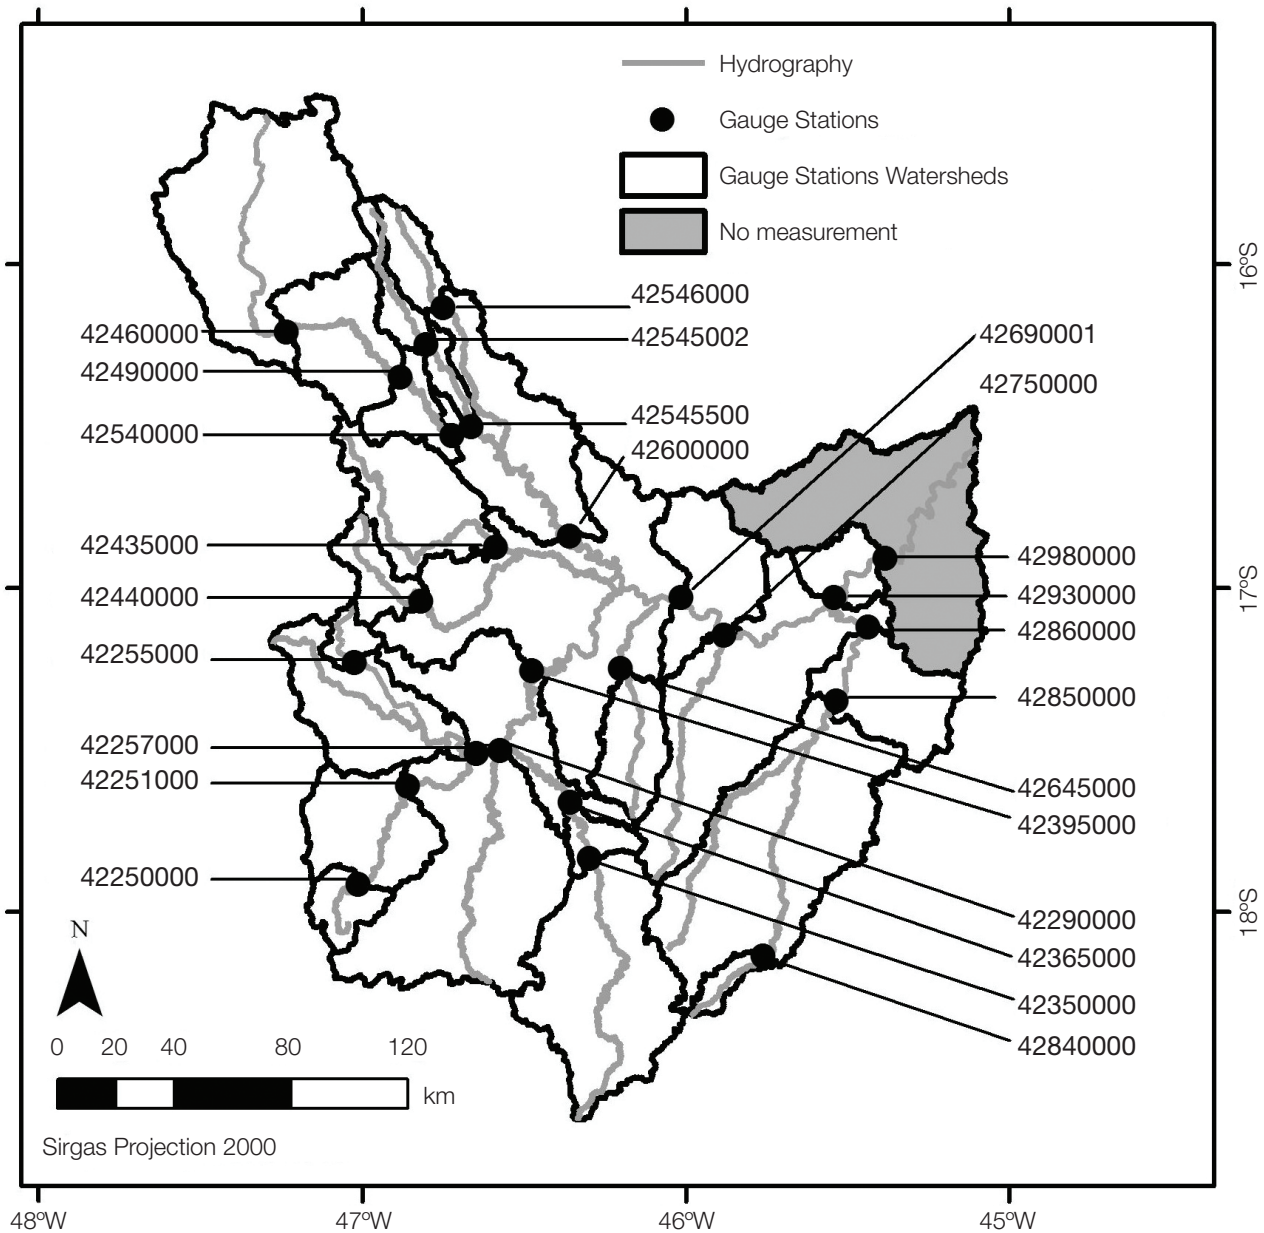 Hydrography
Gauge Stations
Gauge Stations Watersheds
No measurement
16ºS
42546000
42545002
42690001
42460000
42490000
42750000
42545500
42540000
42600000
42435000
42980000
17ºS
42440000
42930000
42860000
42255000
42850000
42257000
42251000
42645000
42395000
42250000
42290000
18ºS
N
42365000
42350000
42840000
0 20 40 80 120
km
Sirgas Projection 2000
48ºW 47ºW 46ºW 45ºW